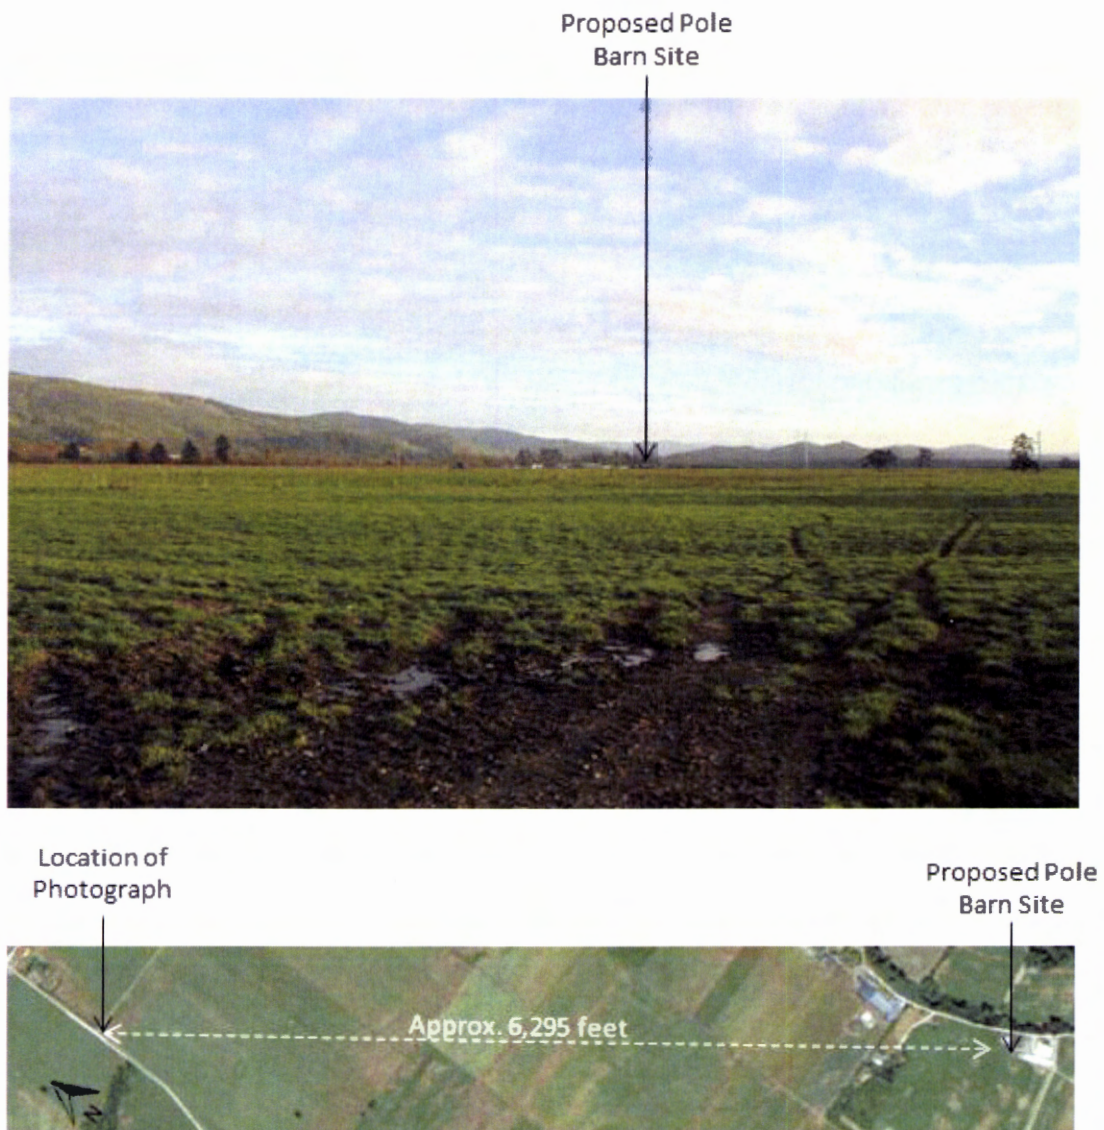 Proposed Pole
Barn Site
Location of
Photograph
Proposed Pole
Barn Site
Approx. 6,295 feet
N